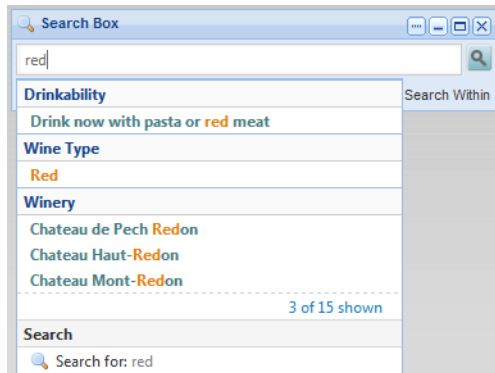 Search Box
red
Drinkability
Search Within
Drink now with pasta or red meat
Wine Type
Red
Winery
Chateau de Pech Redon
Chateau Haut-Redon
Chateau Mont-Redon
3 of 15 shown
Search
Search for: red